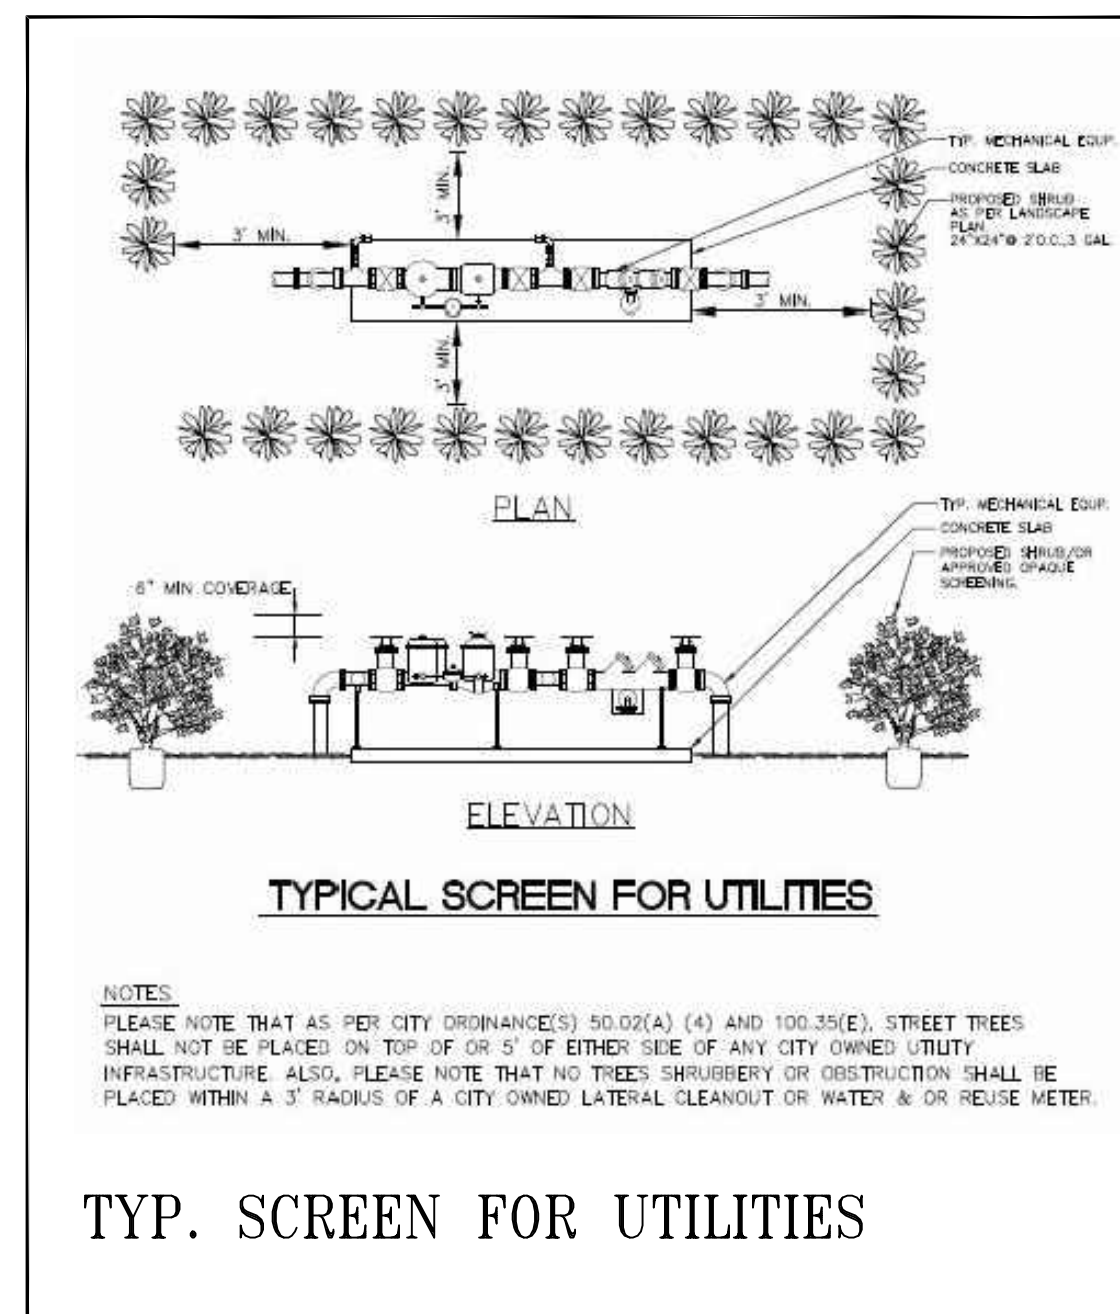 TYP. MECHANICAL EQUP.
CONCRETE SLAB
PROPOSED SHRUB
AS PER LANDSCAPE
PLAN
24"X24"@ 2'O.C.,3 GAL.
3' MIN.
3' MIN.
3' MIN.
3' MIN.
PLAN
TYP. MECHANICAL EQUP.
CONCRETE SLAB
PROPOSED SHRUB/OR
APPROVED OPAQUE
SCREENING.
6" MIN COVERAGE
ELEVATION
TYPICAL SCREEN FOR UTILITIES
NOTES
PLEASE NOTE THAT AS PER CITY ORDINANCE(S) 50.02(A) (4) AND 100.35(E), STREET TREES
SHALL NOT BE PLACED ON TOP OF OR 5' OF EITHER SIDE OF ANY CITY OWNED UTILITY
INFRASTRUCTURE. ALSO, PLEASE NOTE THAT NO TREES SHRUBBERY OR OBSTRUCTION SHALL BE
PLACED WITHIN A 3' RADIUS OF A CITY OWNED LATERAL CLEANOUT OR WATER & OR REUSE METER.
TYP. SCREEN FOR UTILITIES